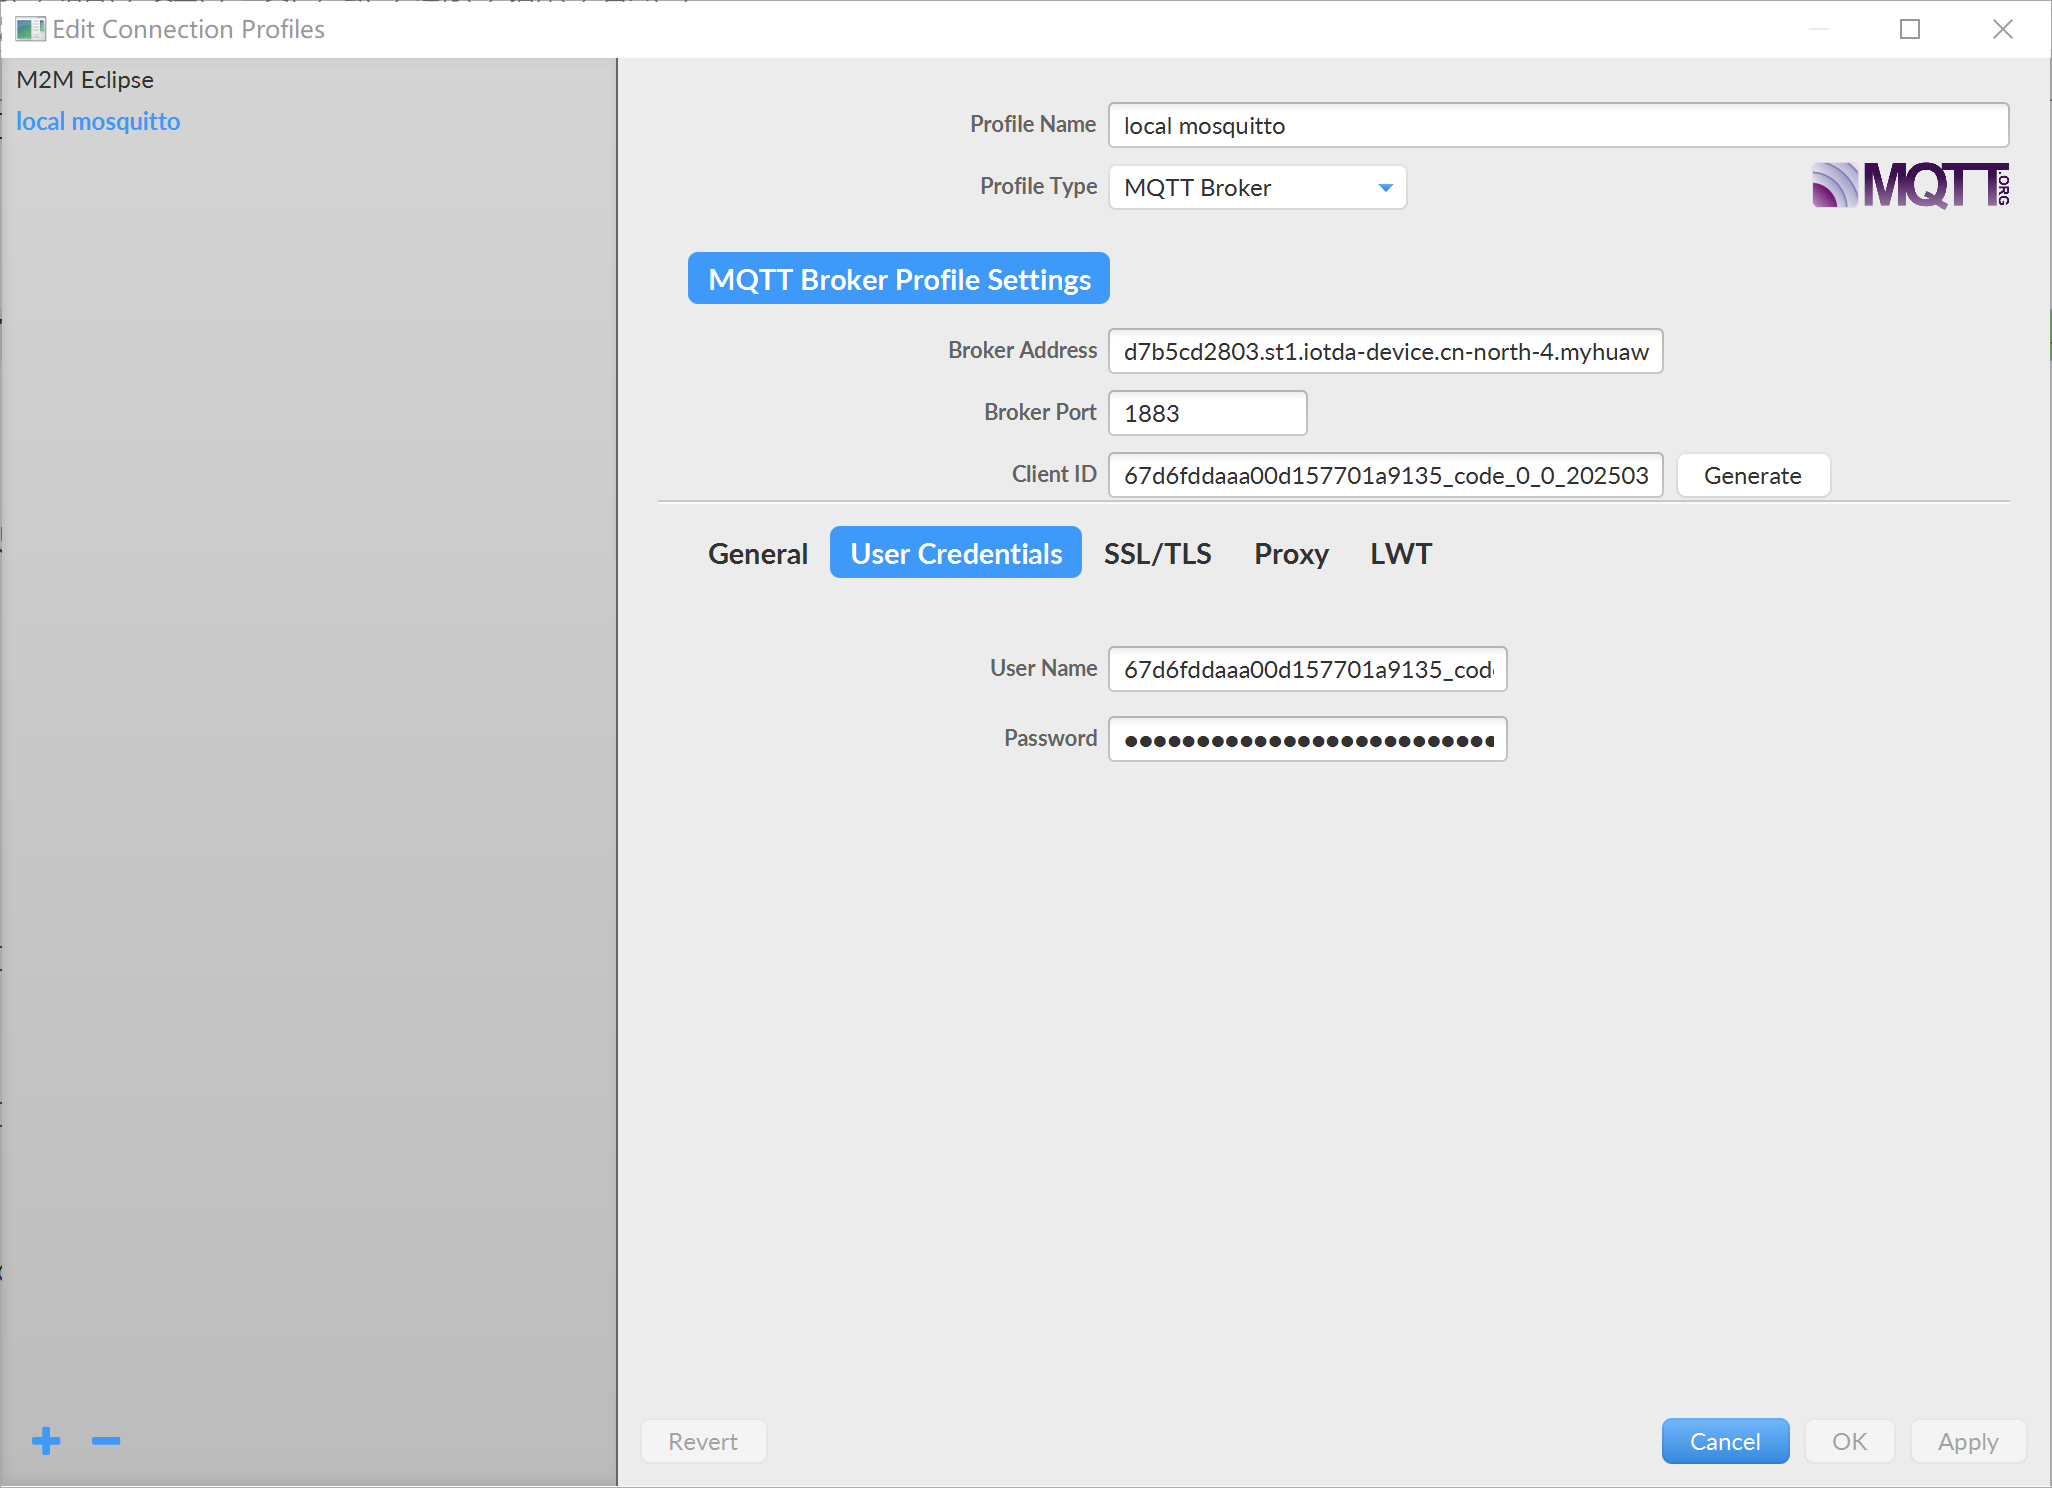 Edit Connection Profiles
M2M Eclipse
local mosquitto
Profile Name
local mosquitto
Profile Type
MQTT Broker
MQTT.ORG
MQTT Broker Profile Settings
Broker Address
d7b5cd2803.st1.iotda-device.cn-north-4.myhuaw
Broker Port
1883
Client ID
67d6fddaaa00d157701a9135_code_0_0_202503
Generate
General
User Credentials
SSL/TLS
Proxy
LWT
User Name
67d6fddaaa00d157701a9135_cod
Password
Revert
Cancel
OK
Apply